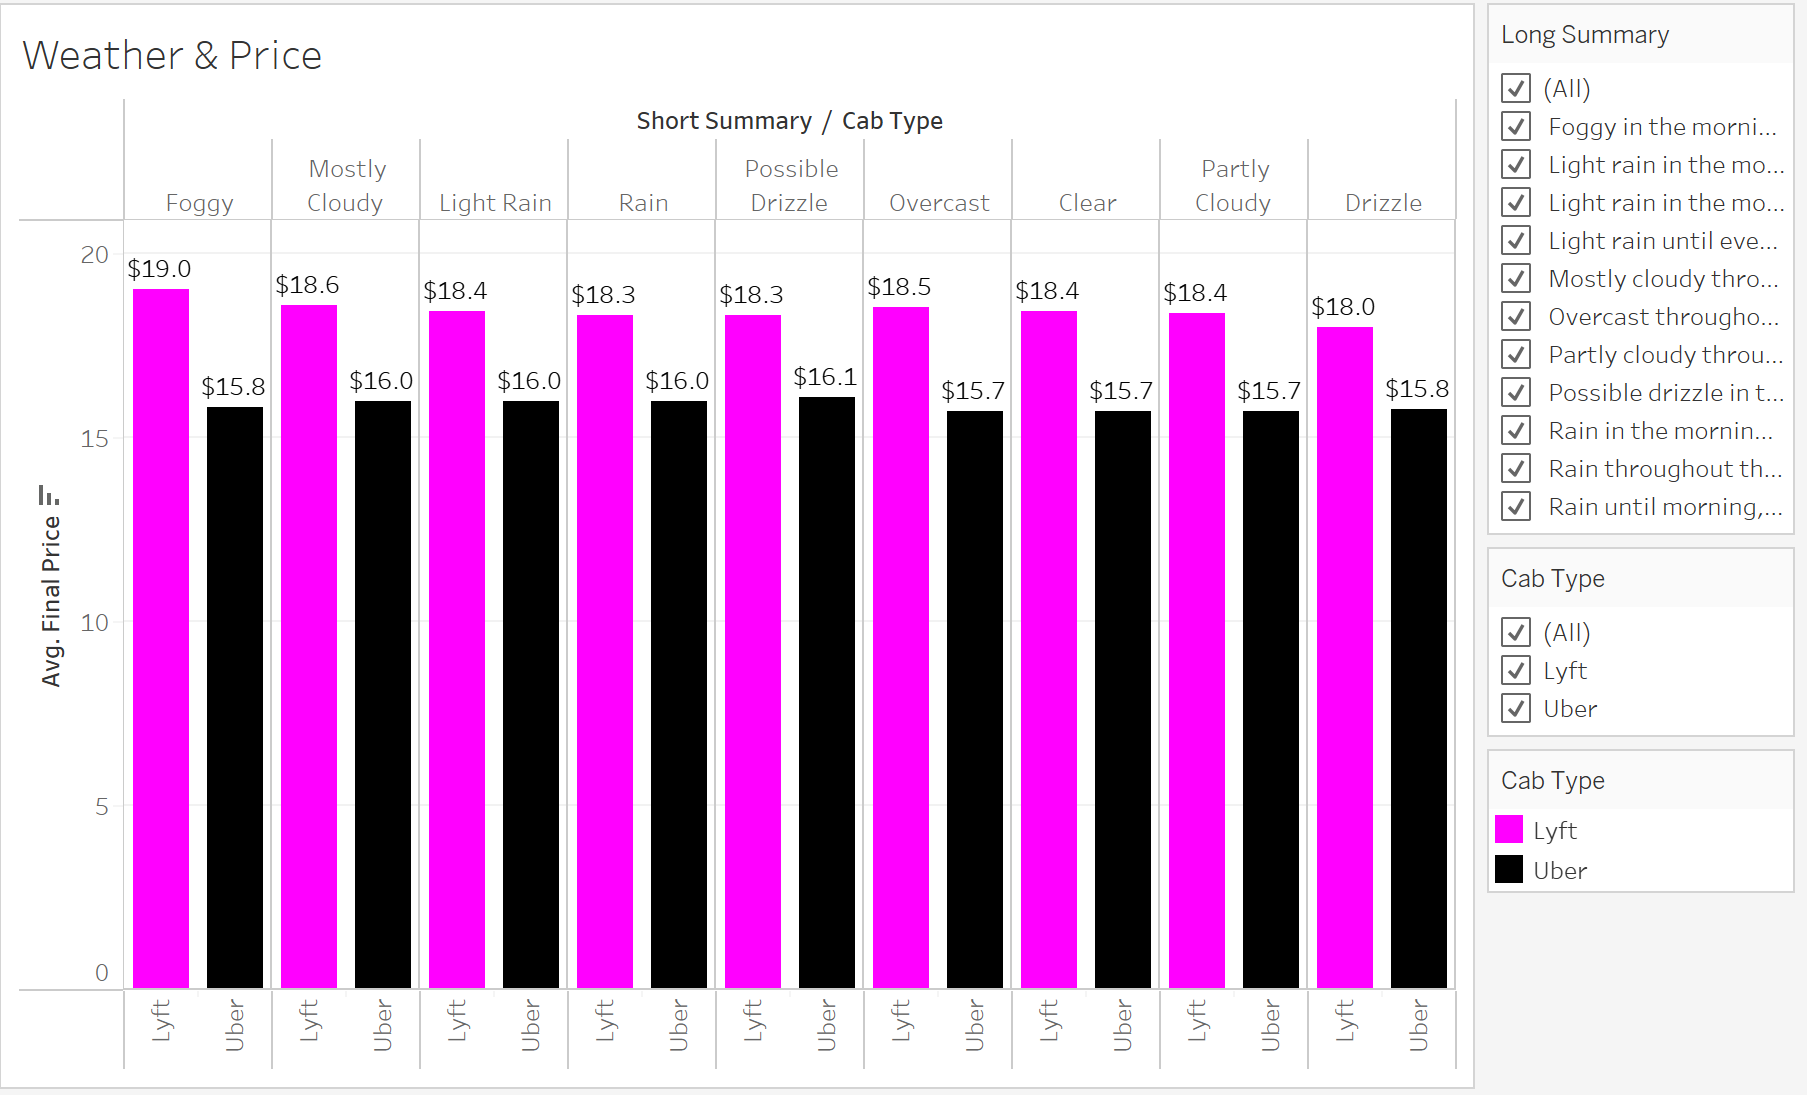 Weather & Price
Short Summary / Cab Type
Foggy
Mostly
Cloudy
Light Rain
Rain
Possible
Drizzle
Overcast
Clear
Partly
Cloudy
Drizzle
Avg. Final Price
20
15
10
5
0
$19.0
$15.8
$18.6
$16.0
$18.4
$16.0
$18.3
$16.0
$18.3
$16.1
$18.5
$15.7
$18.4
$15.7
$18.4
$15.7
$18.0
$15.8
Lyft
Uber
Lyft
Uber
Lyft
Uber
Lyft
Uber
Lyft
Uber
Lyft
Uber
Lyft
Uber
Lyft
Uber
Lyft
Uber
Long Summary
(All)
Foggy in the morni...
Light rain in the mo...
Light rain in the mo...
Light rain until eve...
Mostly cloudy thro...
Overcast througho...
Partly cloudy throu...
Possible drizzle in t...
Rain in the mornin...
Rain throughout th...
Rain until morning,...
Cab Type
(All)
Lyft
Uber
Cab Type
Lyft
Uber